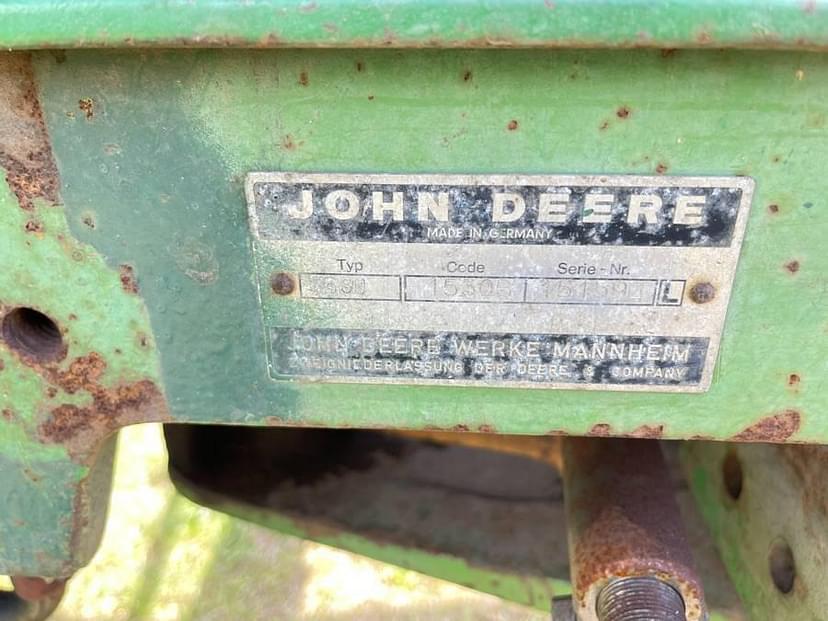 JOHN DEERE
MADE IN GERMANY
Typ Code Serie-Nr.
L
JOHN DEERE WERKE MANNHEIM
ZWEIGNIEDERLASSUNG DER DEERE & COMPANY